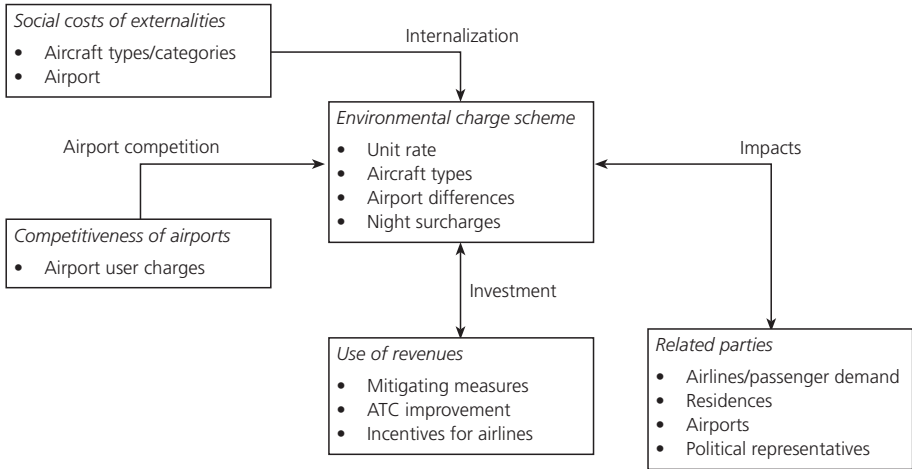 Social costs of externalities
• Aircraft types/categories
• Airport
Internalization
Environmental charge scheme
• Unit rate
• Aircraft types
• Airport differences
• Night surcharges
Airport competition
Impacts
Competitiveness of airports
• Airport user charges
Investment
Use of revenues
• Mitigating measures
• ATC improvement
• Incentives for airlines
Related parties
• Airlines/passenger demand
• Residences
• Airports
• Political representatives